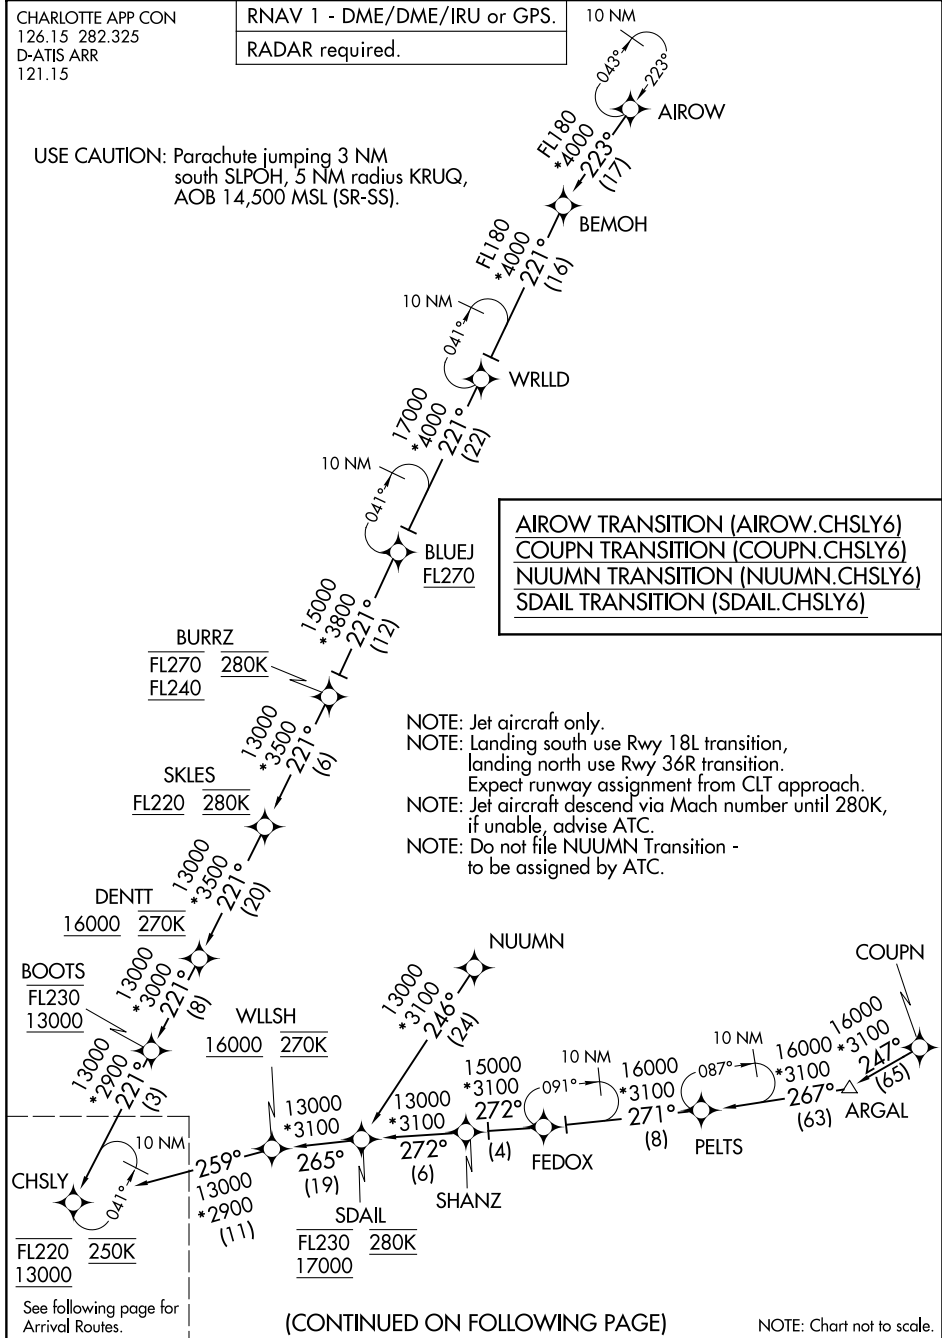 CHARLOTTE APP CON
126.15 282.325
D-ATIS ARR
121.15
RNAV 1 - DME/DME/IRU or GPS.
RADAR required.
10 NM
043°
223°
AIROW
USE CAUTION: Parachute jumping 3 NM
south SLPOH, 5 NM radius KRUQ,
AOB 14,500 MSL (SR-SS).
FL180
*4000
223°
(17)
BEMOH
FL180
*4000
221°
(16)
10 NM
041°
WRLLD
17000
*4000
221°
(22)
10 NM
041°
BLUEJ
FL270
AIROW TRANSITION (AIROW.CHSLY6)
COUPN TRANSITION (COUPN.CHSLY6)
NUUMN TRANSITION (NUUMN.CHSLY6)
SDAIL TRANSITION (SDAIL.CHSLY6)
15000
*3800
221°
(12)
BURRZ
FL270 280K
FL240
13000
*3500
221°
(6)
NOTE: Jet aircraft only.
NOTE: Landing south use Rwy 18L transition,
landing north use Rwy 36R transition.
Expect runway assignment from CLT approach.
NOTE: Jet aircraft descend via Mach number until 280K,
if unable, advise ATC.
NOTE: Do not file NUUMN Transition -
to be assigned by ATC.
SKLES
FL220 280K
13000
*3500
221°
(20)
DENTT
16000 270K
13000
*3000
221°
(8)
BOOTS
FL230
13000
13000
*2900
221°
(3)
NUUMN
13000
*3100
246°
(24)
COUPN
16000
*3100
247°
(65)
ARGAL
16000
*3100
267°
(63)
10 NM
087°
PELTS
16000
*3100
271°
(8)
10 NM
091°
FEDOX
15000
*3100
272°
(4)
SHANZ
13000
*3100
272°
(6)
SDAIL
FL230 280K
17000
13000
*3100
265°
(19)
WLLSH
16000 270K
259°
13000
*2900
(11)
10 NM
041°
CHSLY
FL220 250K
13000
See following page for
Arrival Routes.
(CONTINUED ON FOLLOWING PAGE)
NOTE: Chart not to scale.